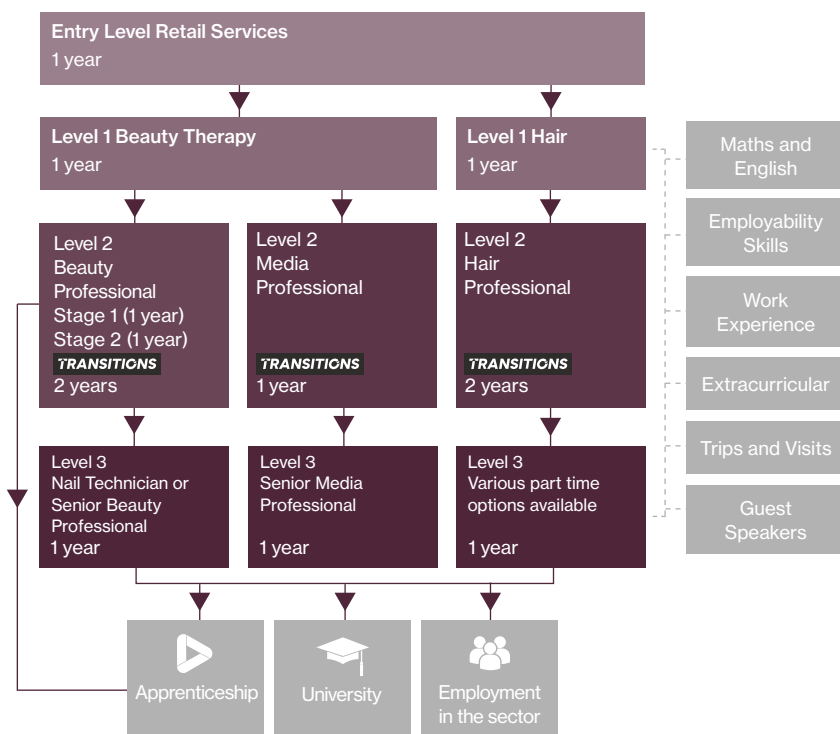 Entry Level Retail Services
1 year
Level 1 Beauty Therapy
1 year
Level 1 Hair
1 year
Level 2
Beauty
Professional
Stage 1 (1 year)
Stage 2 (1 year)
TRANSITIONS
2 years
Level 2
Media
Professional
TRANSITIONS
1 year
Level 2
Hair
Professional
TRANSITIONS
2 years
Level 3
Nail Technician or
Senior Beauty
Professional
1 year
Level 3
Senior Media
Professional
1 year
Level 3
Various part time
options available
1 year
Maths and
English
Employability
Skills
Work
Experience
Extracurricular
Trips and Visits
Guest
Speakers
Apprenticeship
University
Employment
in the sector